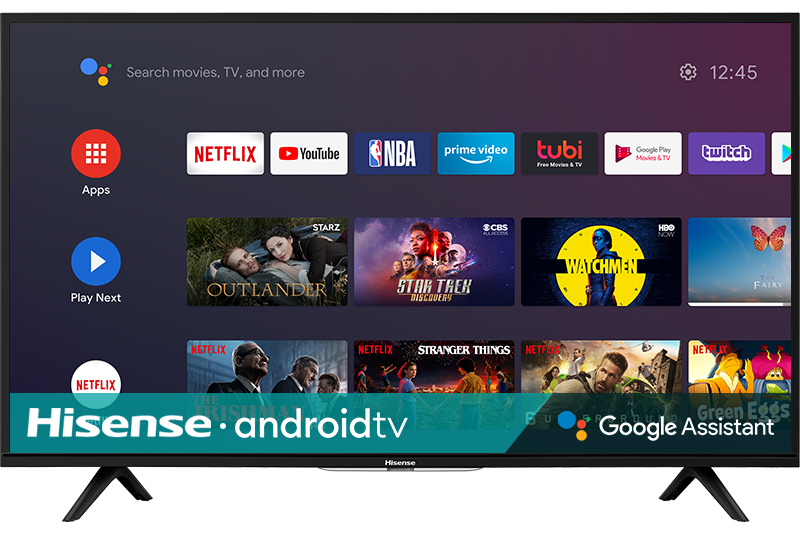 Search movies, TV, and more
12:45
NETFLIX
YouTube
NBA
prime video
tubi
Free Movies & TV
Google Play
Movies & TV
twitch
Apps
STARZ
OUTLANDER
CBS
ALL ACCESS
STAR TREK
DISCOVERY
HBO
NOW
WATCHMEN
THE
FAIRY
Play Next
NETFLIX
THE
IRISHMAN
NETFLIX
STRANGER THINGS
NETFLIX
6 UNDERGROUND
NETFLIX
Green Eggs
NETFLIX
Hisense · androidtv
Google Assistant
Hisense